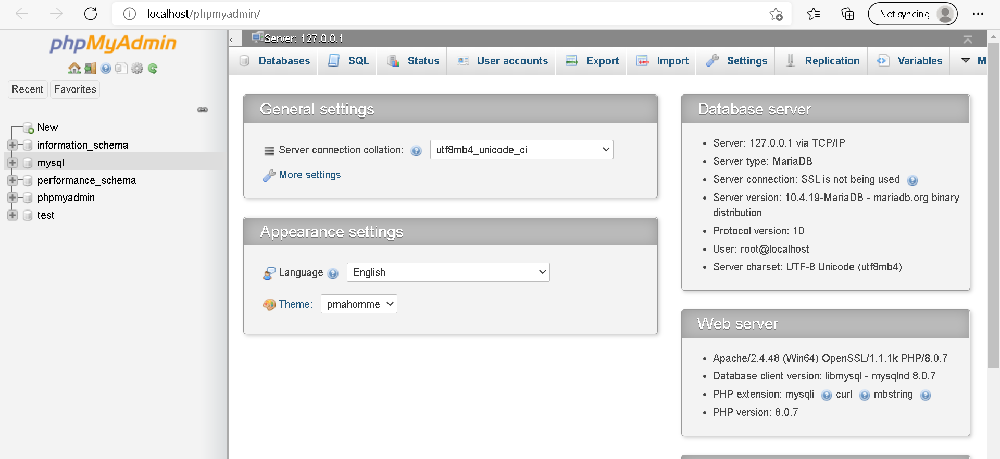 localhost/phpmyadmin/
Not syncing
phpMyAdmin
Recent
Favorites
New
information_schema
mysql
performance_schema
phpmyadmin
test
Server: 127.0.0.1
Databases
SQL
Status
User accounts
Export
Import
Settings
Replication
Variables
M
General settings
Server connection collation:
utf8mb4_unicode_ci
More settings
Appearance settings
Language
English
Theme:
pmahomme
Database server
Server: 127.0.0.1 via TCP/IP
Server type: MariaDB
Server connection: SSL is not being used
Server version: 10.4.19-MariaDB - mariadb.org binary
distribution
Protocol version: 10
User: root@localhost
Server charset: UTF-8 Unicode (utf8mb4)
Web server
Apache/2.4.48 (Win64) OpenSSL/1.1.1k PHP/8.0.7
Database client version: libmysql - mysqlnd 8.0.7
PHP extension: mysqli curl mbstring
PHP version: 8.0.7